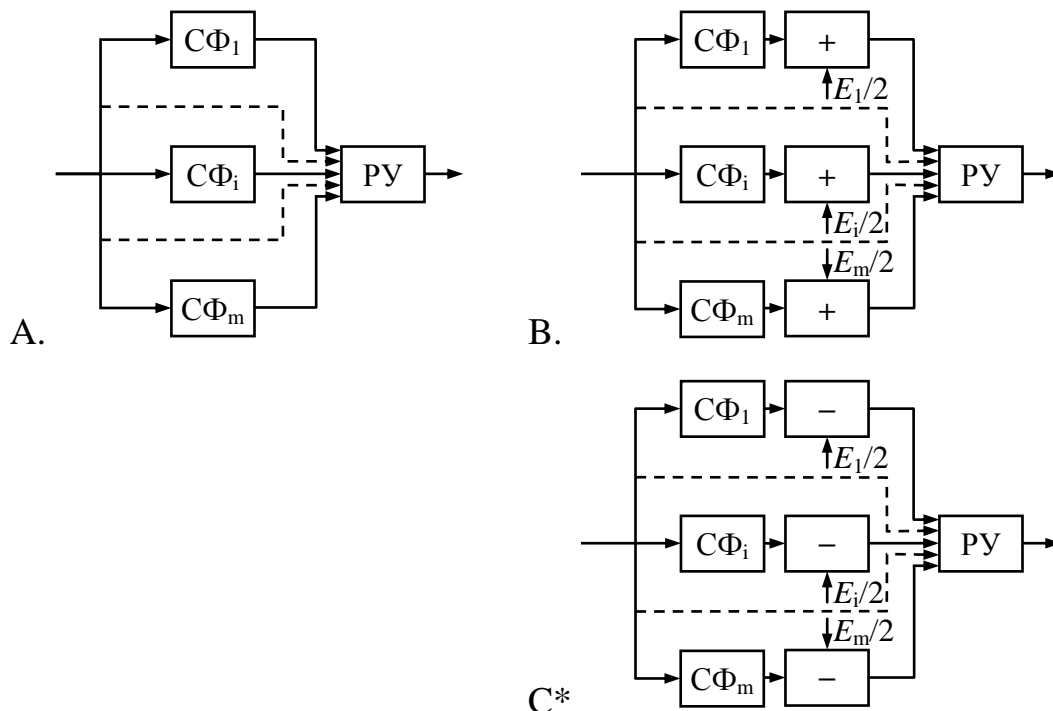 СФ1
СФi
РУ
СФm
A.
СФ1
+
E1/2
СФi
+
РУ
Ei/2
Em/2
СФm
+
B.
СФ1
−
E1/2
СФi
−
РУ
Ei/2
Em/2
СФm
−
C*